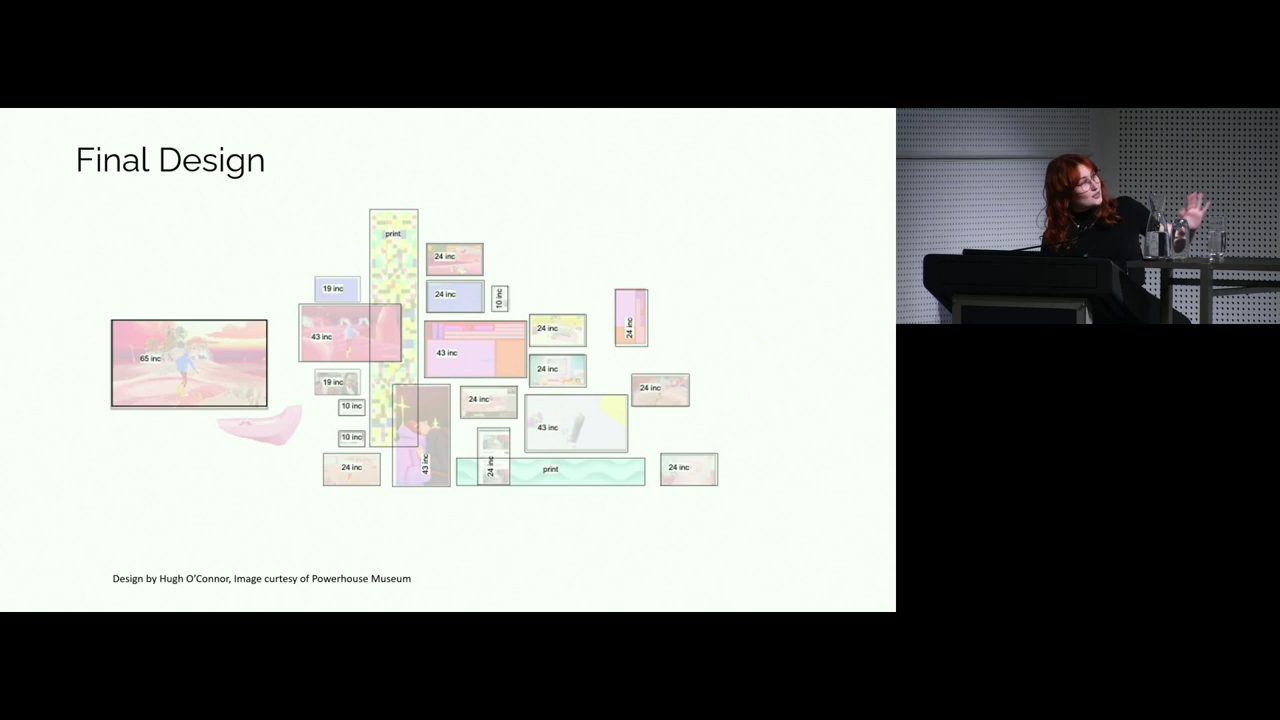 Final Design
print
24 inc
19 inc
24 inc
10 inc
43 inc
24 inc
24 inc
43 inc
65 inc
24 inc
19 inc
24 inc
24 inc
10 inc
43 inc
10 inc
43 inc
24 inc
24 inc
print
24 inc
Design by Hugh O'Connor, Image curtesy of Powerhouse Museum